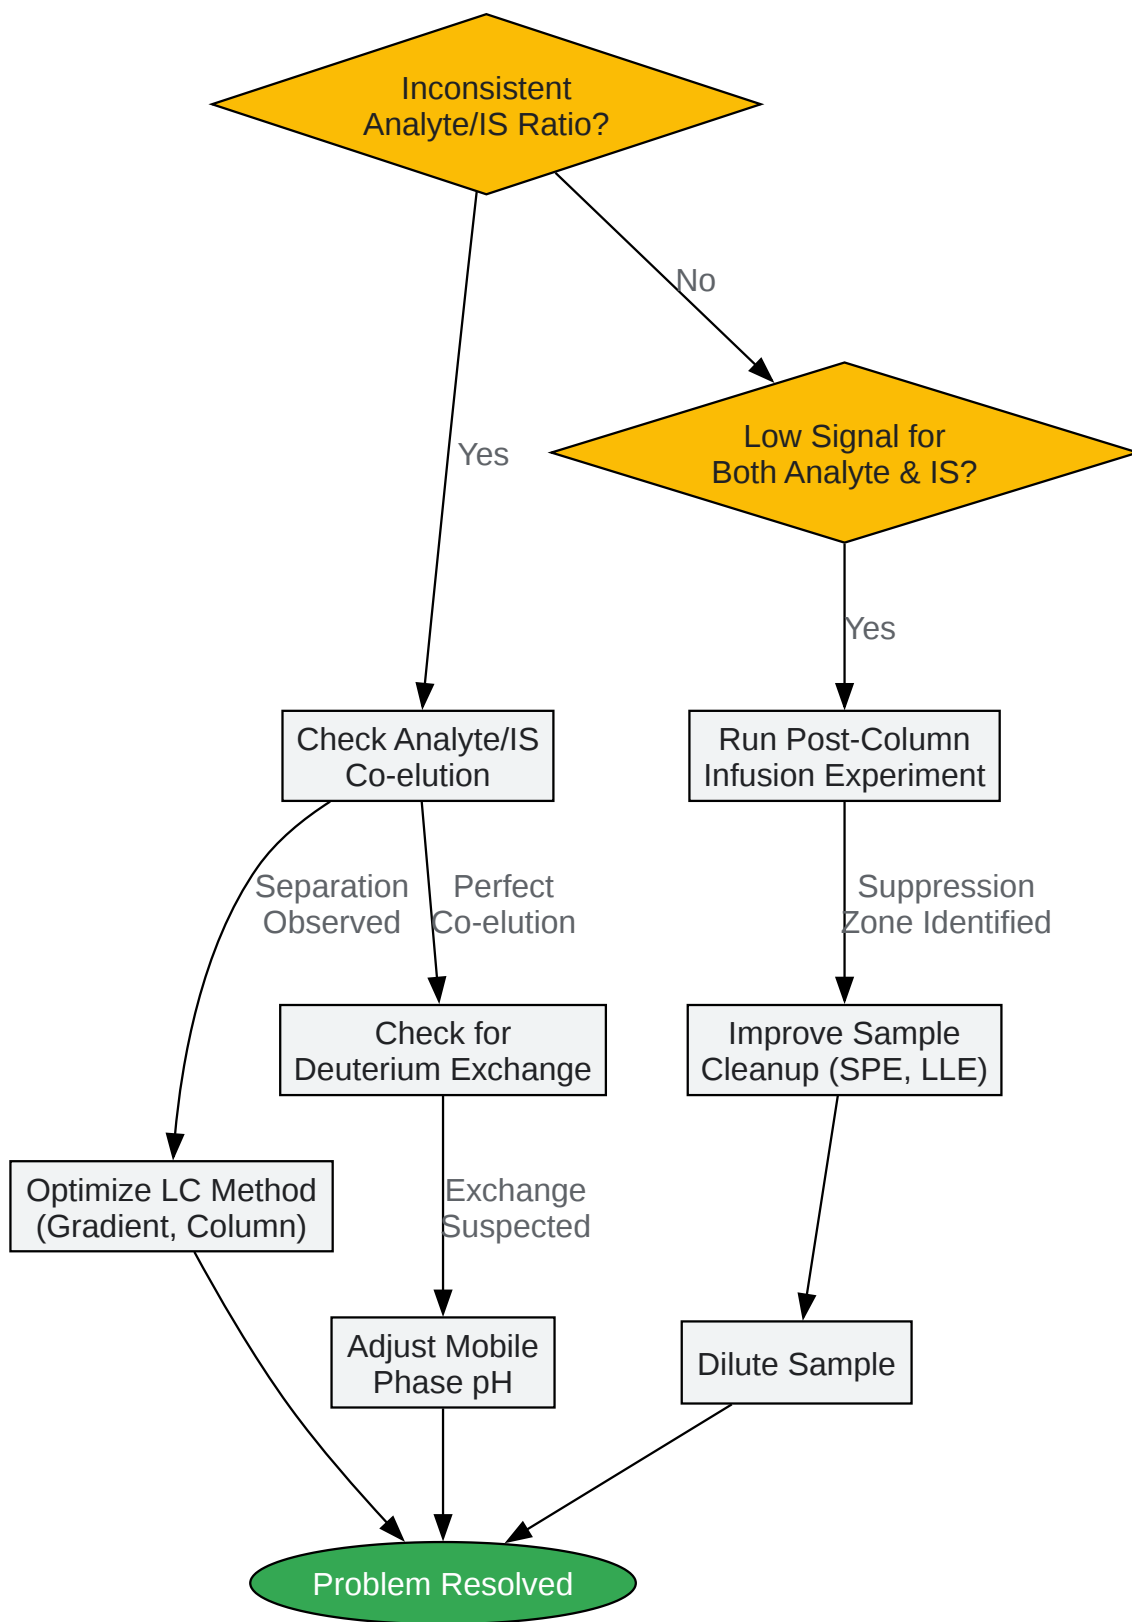 Inconsistent
Analyte/IS Ratio?
No
Low Signal for
Both Analyte & IS?
Yes
Yes
Check Analyte/IS
Co-elution
Run Post-Column
Infusion Experiment
Separation
Observed
Perfect
Co-elution
Suppression
Zone Identified
Check for
Deuterium Exchange
Improve Sample
Cleanup (SPE, LLE)
Optimize LC Method
(Gradient, Column)
Exchange
Suspected
Adjust Mobile
Phase pH
Dilute Sample
Problem Resolved